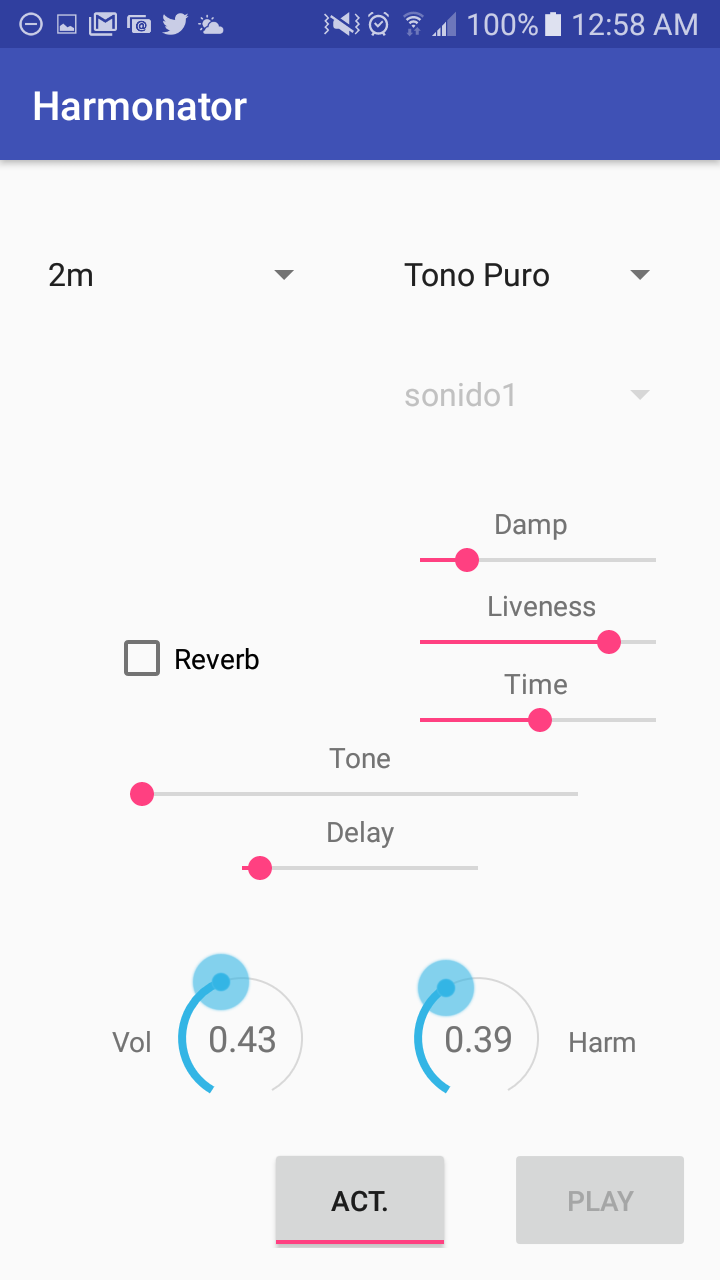 100% 12:58 AM
Harmonator
2m
Tono Puro
sonido1
Damp
Liveness
Reverb
Time
Tone
Delay
Vol
0.43
0.39
Harm
ACT.
PLAY